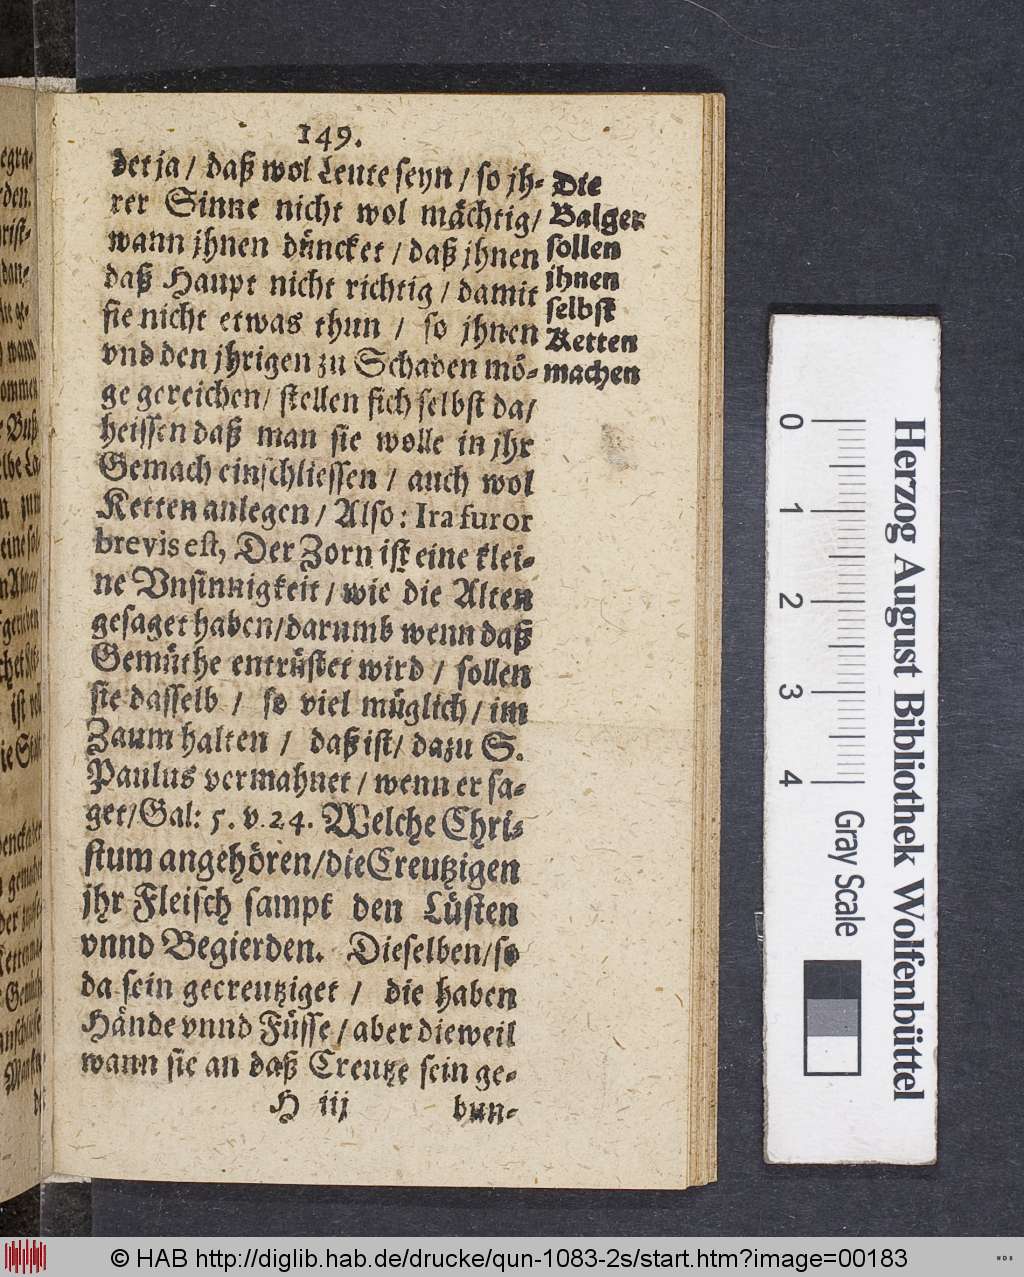 149.
det ja / daß wol Leute seyn / so jh-
rer Sinne nicht wol mächtig/
wann jhnen düncket / daß jhnen
daß Haupt nicht richtig / damit
sie nicht etwas thun / so jhnen
vnd den jhrigen zu Schaden mö-
ge gereichen / stellen sich selbst da/
heissen daß man sie wolle in jhr
Gemach einschliessen / auch wol
Ketten anlegen / Also: Ira furor
brevis est, Der Zorn ist eine klei-
ne Vnsinnigkeit / wie die Alten
gesaget haben/darumb wenn daß
Gemüthe entrüstet wird / sollen
sie dasselb / so viel müglich / im
Zaum halten / daß ist/ dazu S.
Paulus vermahnet / wenn er sa-
get/Gal: 5. v. 24. Welche Chri-
stum angehören/die Creutzigen
jhr Fleisch sampt den Lüsten
vnnd Begierden. Dieselben/so
da sein gecreutziget / die haben
Hände vnnd Füsse / aber dieweil
wann sie an daß Creutze sein ge-
H iij bun-
Die
Balger
sollen
jhnen
selbst
Ketten
machen
0 1 2 3 4
Gray Scale
Herzog August Bibliothek Wolfenbüttel
© HAB http://diglib.hab.de/drucke/qun-1083-2s/start.htm?image=00183